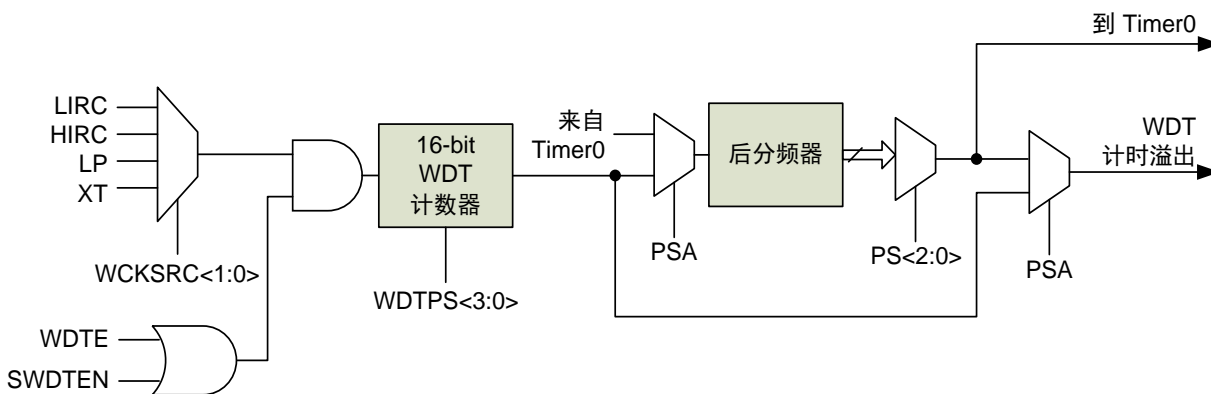 到 Timer0
LIRC
HIRC
LP
XT
WCKSRC<1:0>
WDTE
SWDTEN
16-bit
WDT
计数器
WDTPS<3:0>
来自
Timer0
PSA
后分频器
PS<2:0>
WDT
计时溢出
PSA